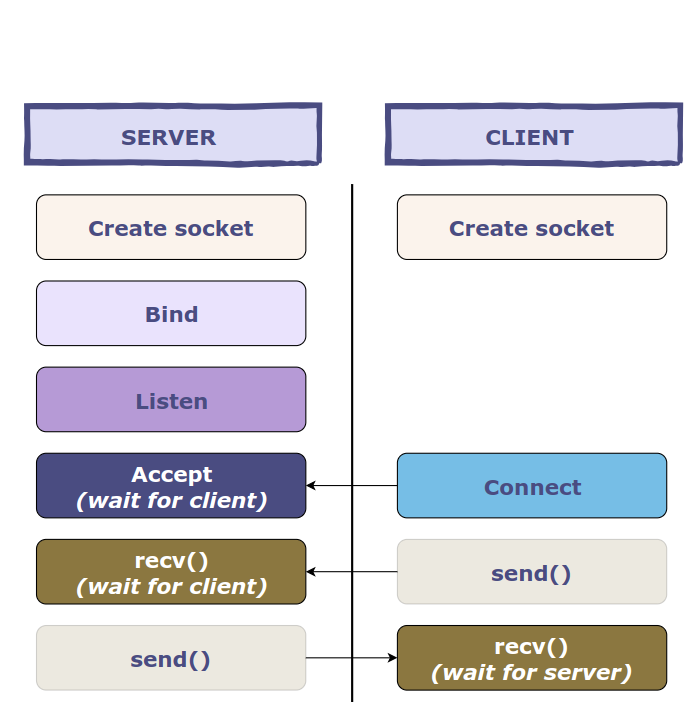 SERVER
CLIENT
Create socket
Create socket
Bind
Listen
Accept
(wait for client)
Connect
recv()
(wait for client)
send()
send()
recv()
(wait for server)